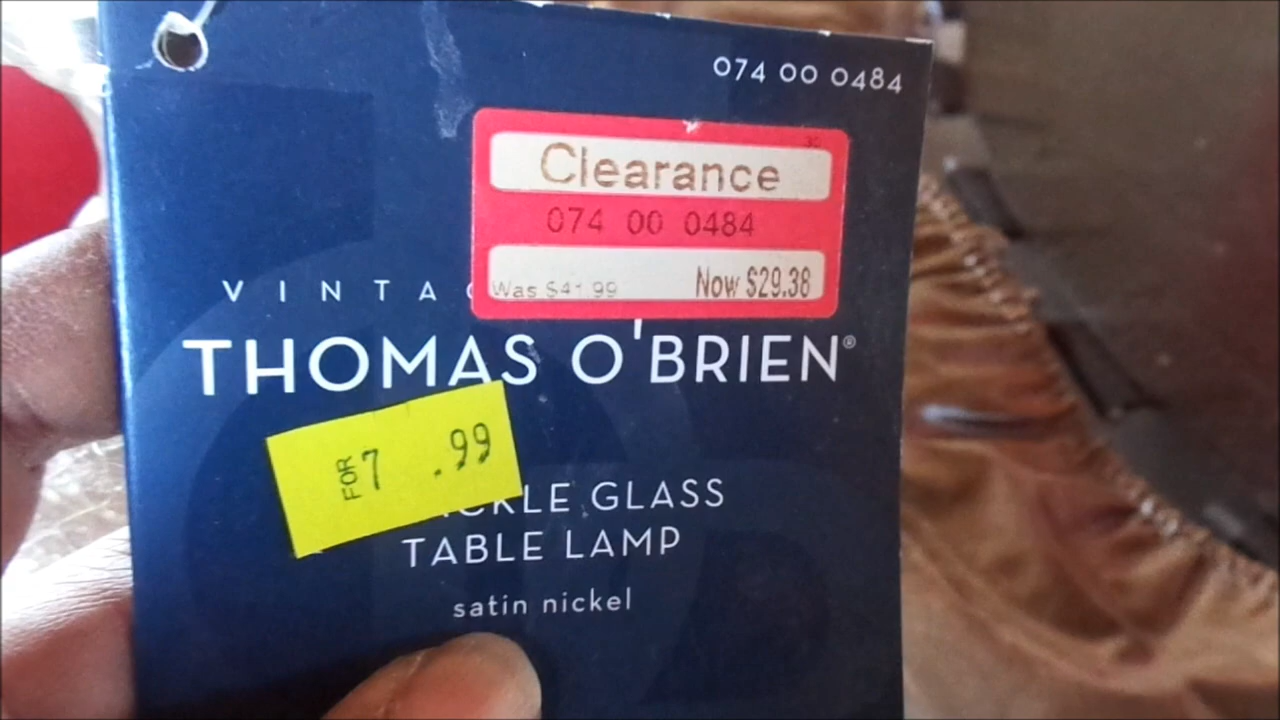 074 00 0484
Clearance
074 00 0484
Was $41.99
Now $29.38
THOMAS O'BRIEN®
FOR 7 .99
GLASS
TABLE LAMP
satin nickel